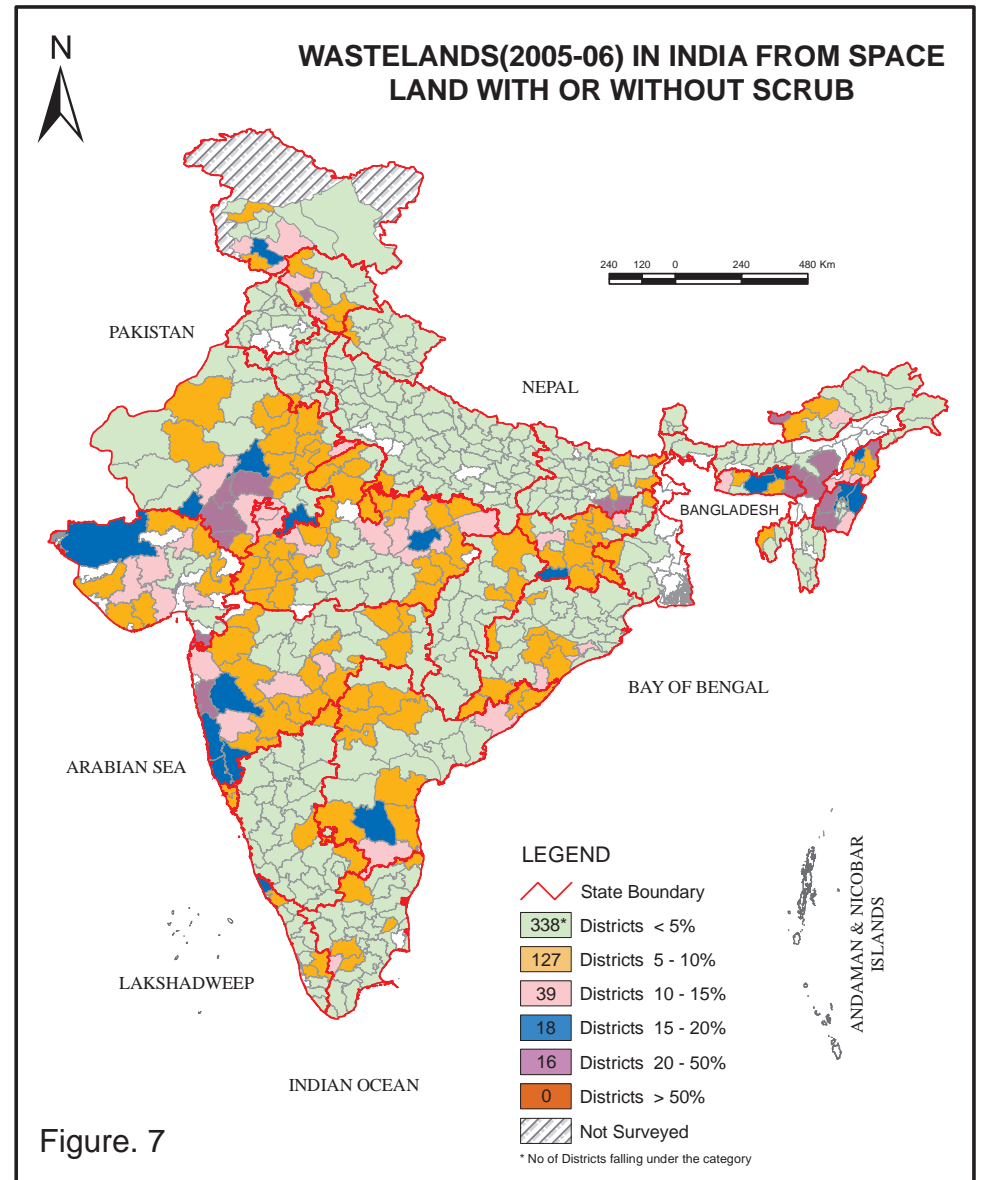 N
WASTELANDS(2005-06) IN INDIA FROM SPACE
LAND WITH OR WITHOUT SCRUB
240 120 0 240 480 Km
PAKISTAN
NEPAL
BANGLADESH
BAY OF BENGAL
ARABIAN SEA
LAKSHADWEEP
INDIAN OCEAN
ANDAMAN & NICOBAR
ISLANDS
LEGEND
State Boundary
338* Districts < 5%
127 Districts 5 - 10%
39 Districts 10 - 15%
18 Districts 15 - 20%
16 Districts 20 - 50%
0 Districts > 50%
Not Surveyed
* No of Districts falling under the category
Figure. 7